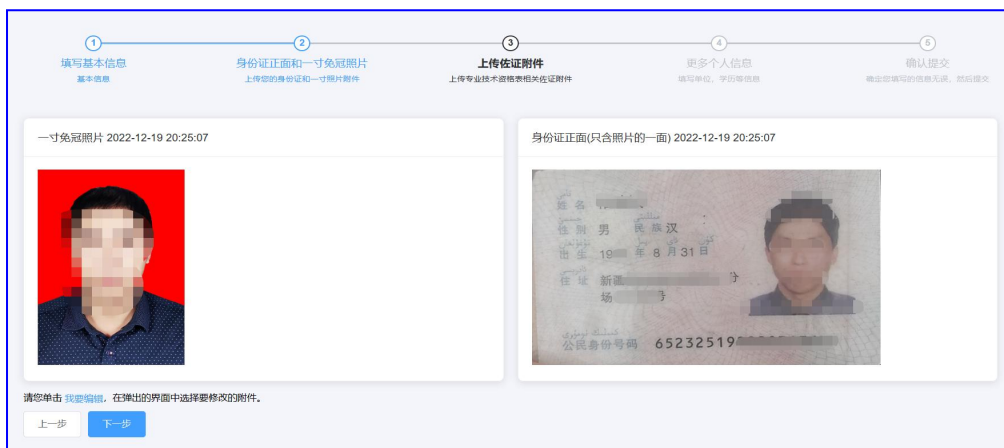 1
2
3
4
5
填写基本信息
身份证正面和一寸免冠照片
上传佐证附件
更多个人信息
确认提交
基本信息
上传您的身份证和一寸照片附件
上传专业技术资格表相关佐证附件
填写单位，学历等信息
确定您填写的信息无误，然后提交
一寸免冠照片 2022-12-19 20:25:07
身份证正面(只含照片的一面) 2022-12-19 20:25:07
姓名
性别 男 民族 汉
出生 19 年 8 月 31 日
住址 新疆
场 号
公民身份号码 65232519
请您单击 我要编辑，在弹出的界面中选择要修改的附件。
上一步
下一步